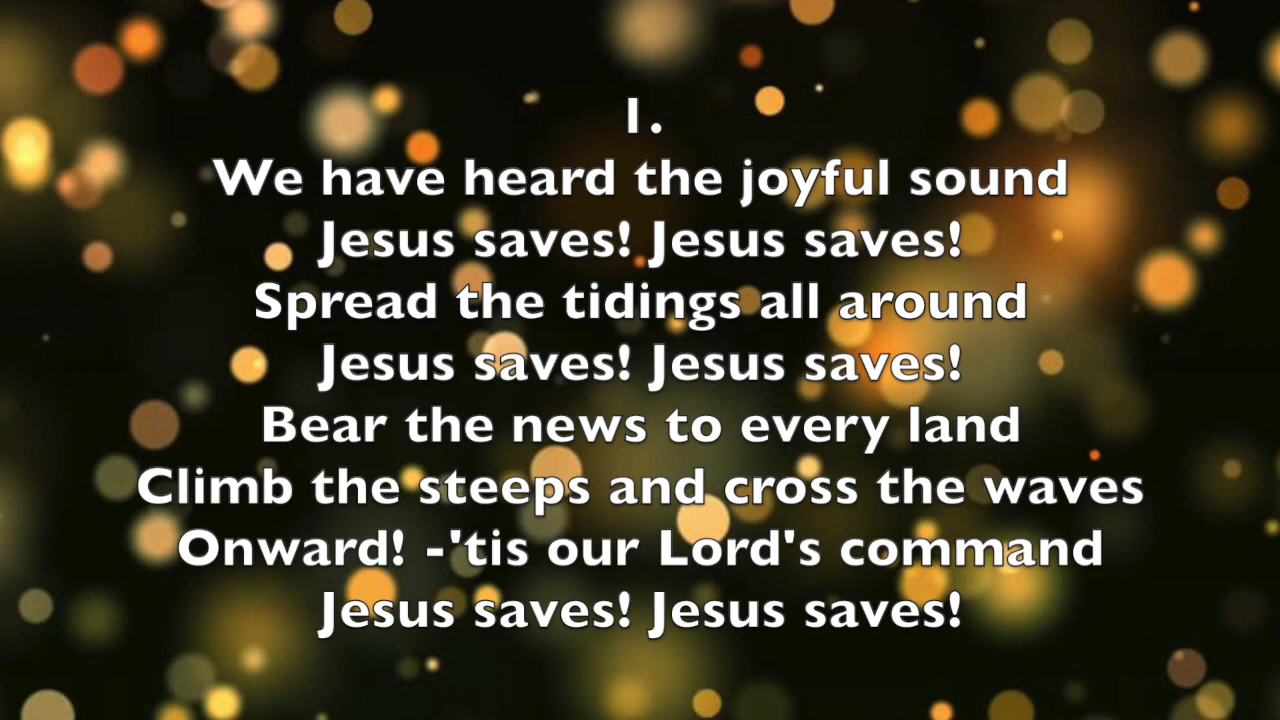 1.
We have heard the joyful sound
Jesus saves! Jesus saves!
Spread the tidings all around
Jesus saves! Jesus saves!
Bear the news to every land
Climb the steeps and cross the waves
Onward! -'tis our Lord's command
Jesus saves! Jesus saves!